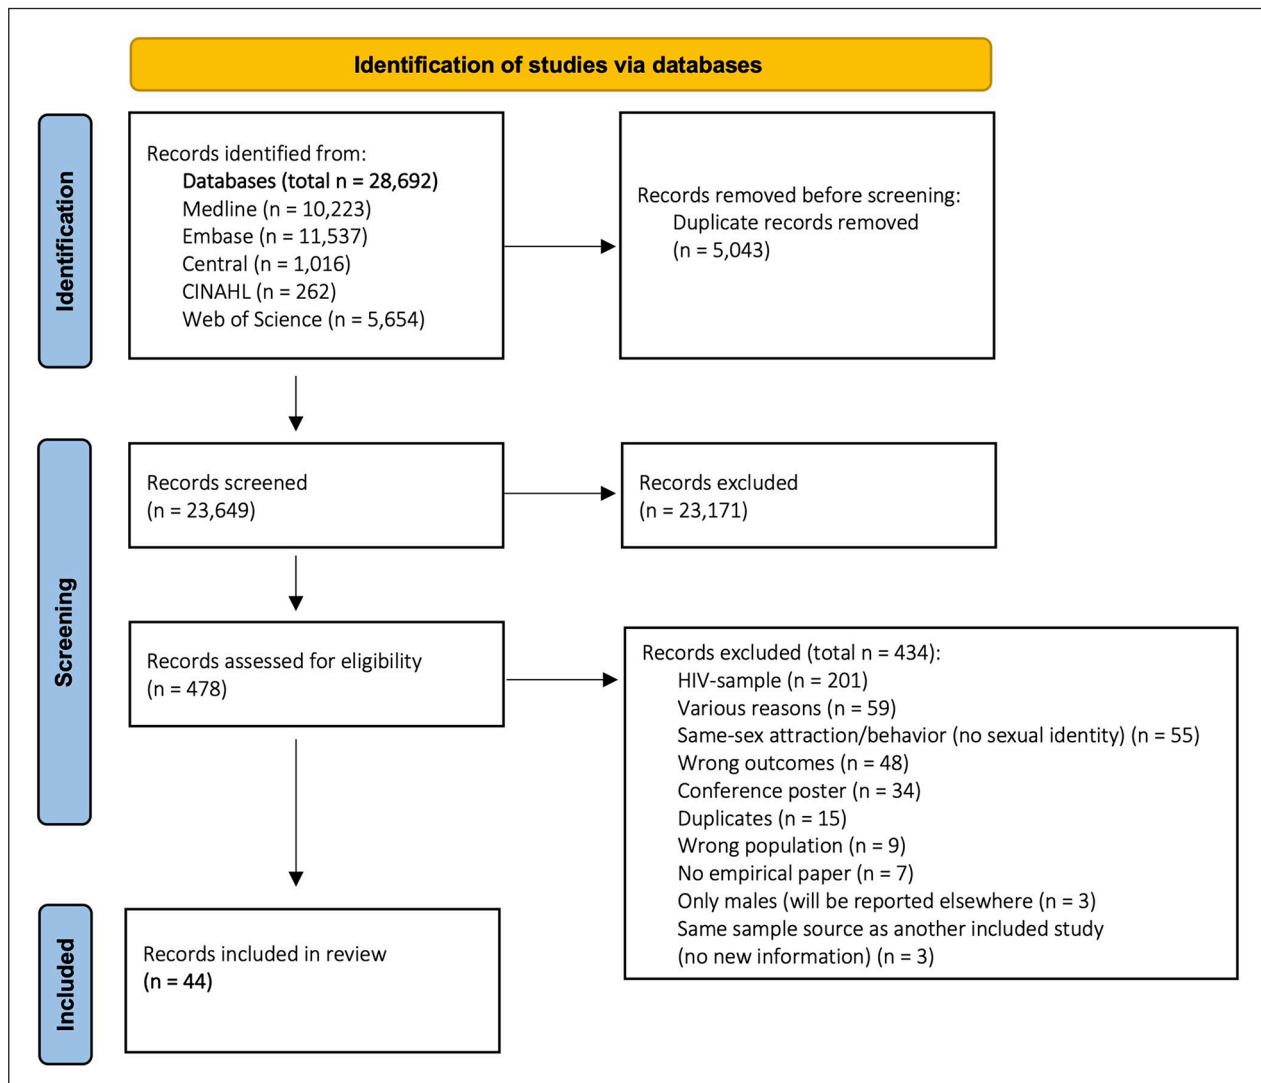 Identification of studies via databases
Identification
Records identified from:
Databases (total n = 28,692)
Medline (n = 10,223)
Embase (n = 11,537)
Central (n = 1,016)
CINAHL (n = 262)
Web of Science (n = 5,654)
Records removed before screening:
Duplicate records removed
(n = 5,043)
Screening
Records screened
(n = 23,649)
Records excluded
(n = 23,171)
Records assessed for eligibility
(n = 478)
Records excluded (total n = 434):
HIV-sample (n = 201)
Various reasons (n = 59)
Same-sex attraction/behavior (no sexual identity) (n = 55)
Wrong outcomes (n = 48)
Conference poster (n = 34)
Duplicates (n = 15)
Wrong population (n = 9)
No empirical paper (n = 7)
Only males (will be reported elsewhere (n = 3)
Same sample source as another included study
(no new information) (n = 3)
Included
Records included in review
(n = 44)